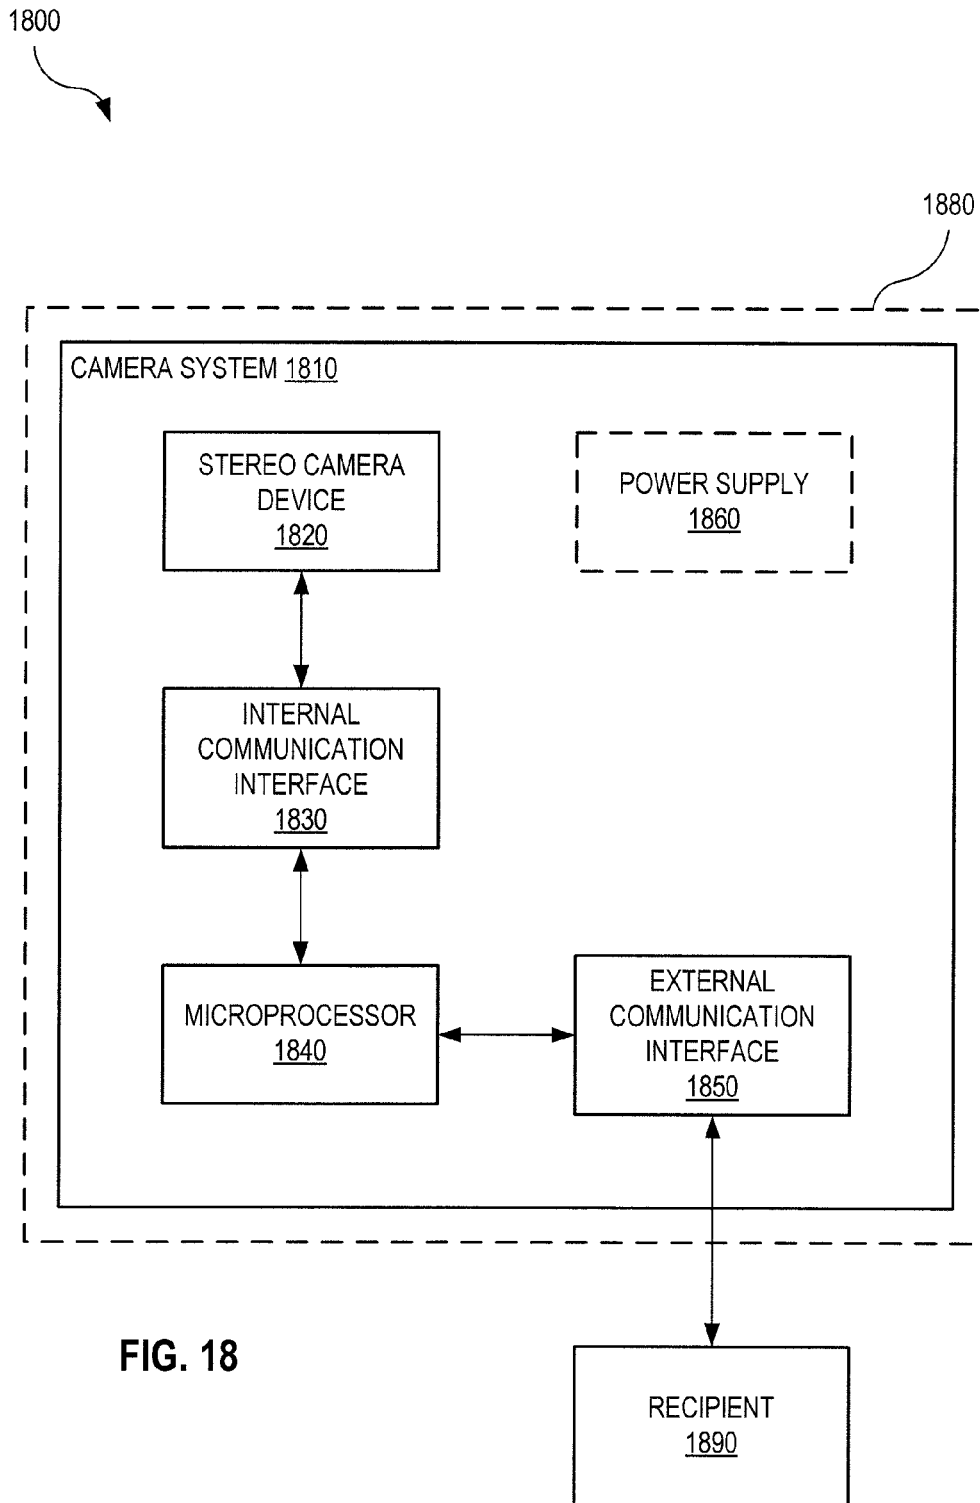 1800
1880
CAMERA SYSTEM 1810
STEREO CAMERA
DEVICE
1820
POWER SUPPLY
1860
INTERNAL
COMMUNICATION
INTERFACE
1830
MICROPROCESSOR
1840
EXTERNAL
COMMUNICATION
INTERFACE
1850
FIG. 18
RECIPIENT
1890